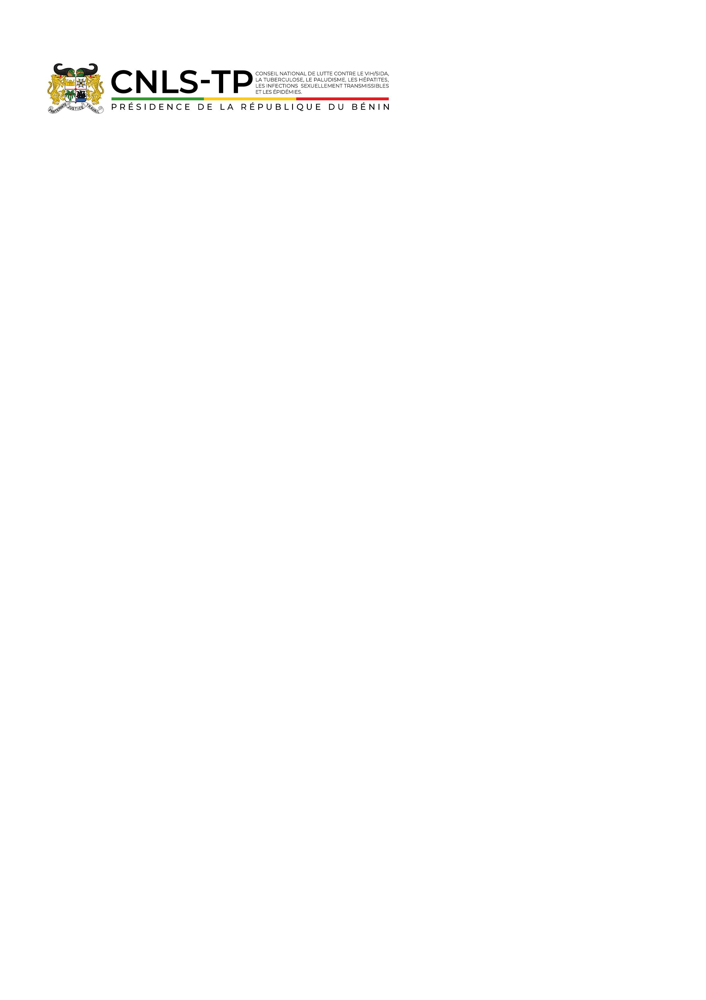 CNLS-TP
CONSEIL NATIONAL DE LUTTE CONTRE LE VIH/SIDA,
LA TUBERCULOSE, LE PALUDISME, LES HÉPATITES,
LES INFECTIONS SEXUELLEMENT TRANSMISSIBLES
ET LES ÉPIDÉMIES.
PRÉSIDENCE DE LA RÉPUBLIQUE DU BÉNIN
FRATERNITÉ JUSTICE TRAVAIL